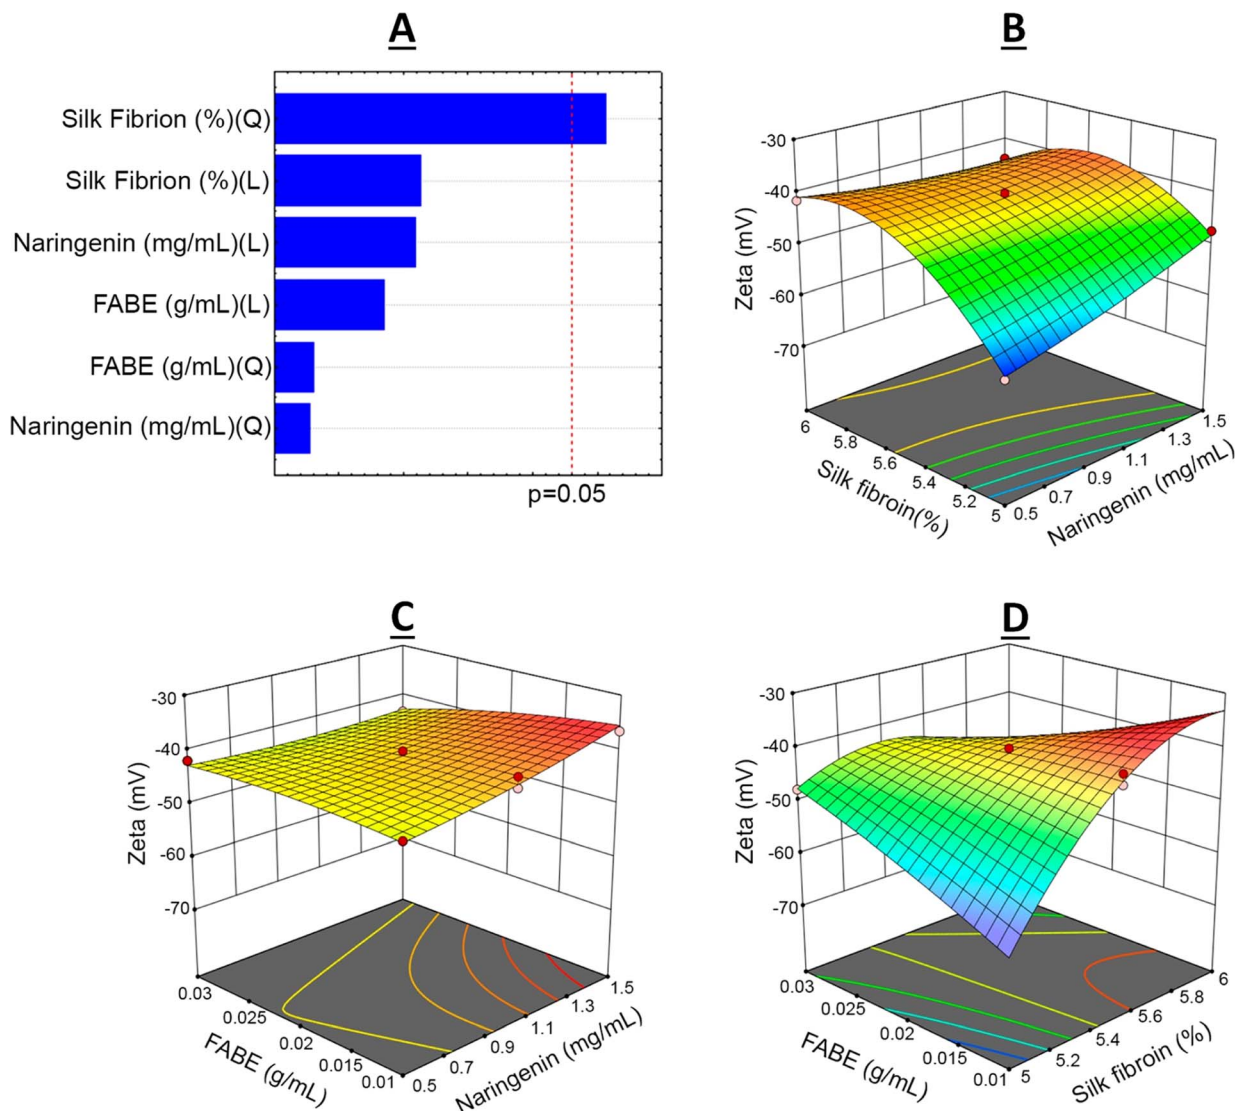 A
Silk Fibrion (%)(Q)
Silk Fibrion (%)(L)
Naringenin (mg/mL)(L)
FABE (g/mL)(L)
FABE (g/mL)(Q)
Naringenin (mg/mL)(Q)
p=0.05
B
-30
-40
-50
-60
-70
Zeta (mV)
6
5.8
5.6
5.4
5.2
5
Silk fibroin(%)
0.5
0.7
0.9
1.1
1.3
1.5
Naringenin (mg/mL)
C
-30
-40
-50
-60
-70
Zeta (mV)
0.03
0.025
0.02
0.015
0.01
FABE (g/mL)
0.5
0.7
0.9
1.1
1.3
1.5
Naringenin (mg/mL)
D
-30
-40
-50
-60
-70
Zeta (mV)
0.03
0.025
0.02
0.015
0.01
FABE (g/mL)
5
5.2
5.4
5.6
5.8
6
Silk fibroin (%)